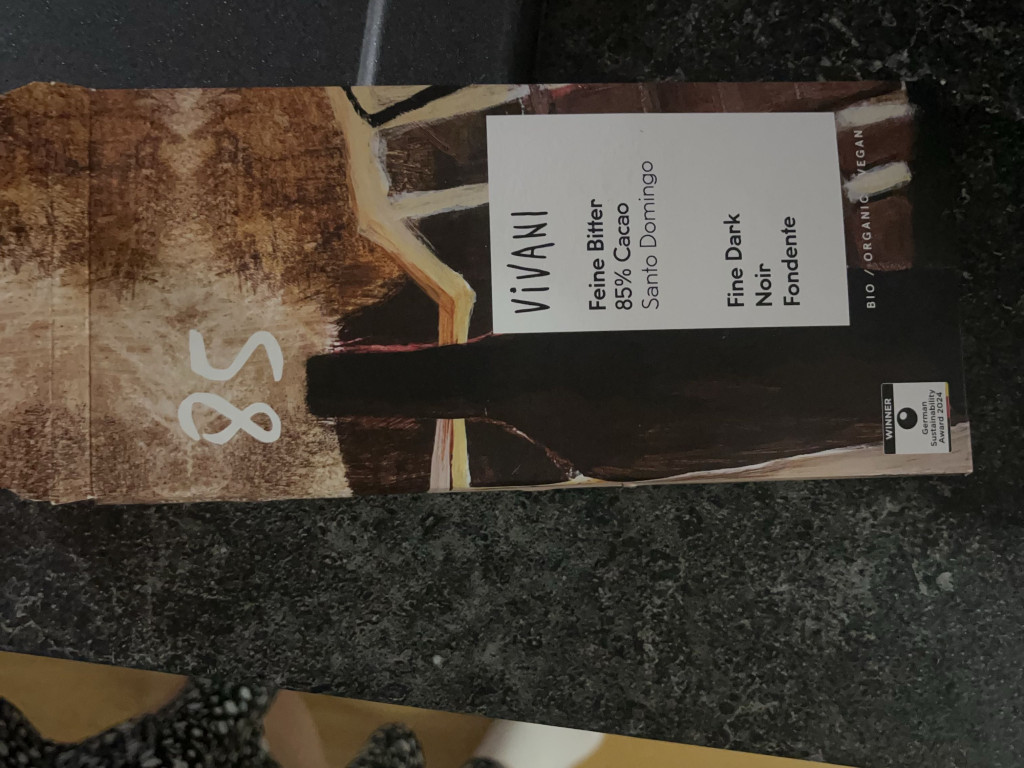 85
ViVANI
Feine Bitter
85% Cacao
Santo Domingo
Fine Dark
Noir
Fondente
BIO / ORGANIC VEGAN
WINNER
German
Sustainability
Award 2024